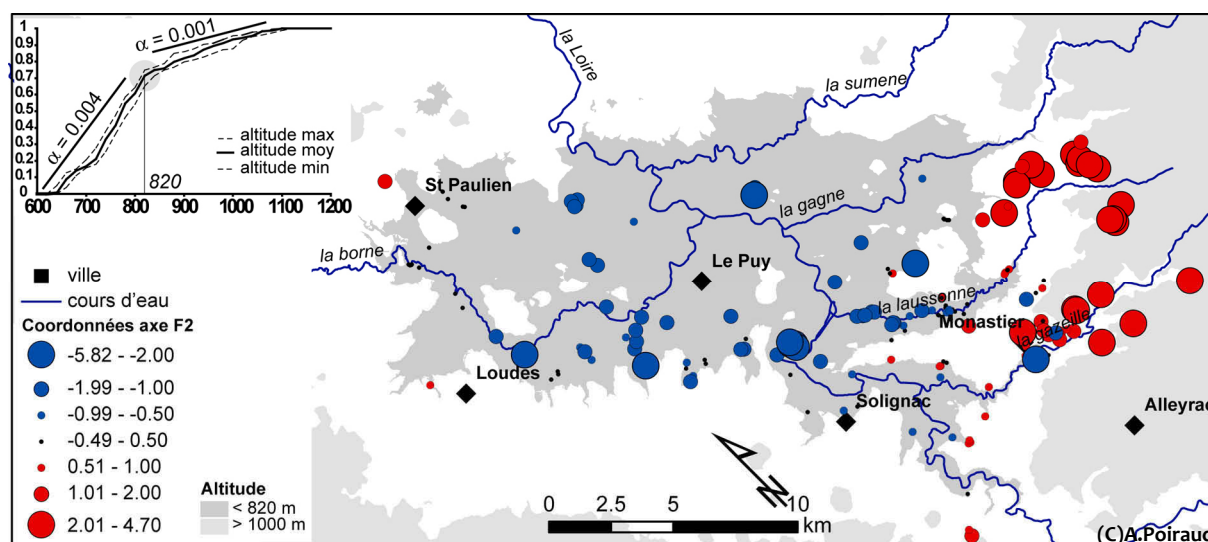 1
0.9
0.8
0.7
0.6
0.5
0.4
0.3
0.2
0.1
0
α = 0.001
α = 0.004
altitude max
altitude moy
altitude min
820
600 700 800 900 1000 1100 1200
ville
cours d'eau
Coordonnées axe F2
-5.82 - -2.00
-1.99 - -1.00
-0.99 - -0.50
-0.49 - 0.50
0.51 - 1.00
1.01 - 2.00
2.01 - 4.70
Altitude
< 820 m
> 1000 m
la Loire
la sumene
St Paulien
la gagne
la borne
Le Puy
la laussonne
Monastier
la gazeille
Loudes
Solignac
Alleyrac
0 2.5 5 10
km
N
(C)A.Poiraud